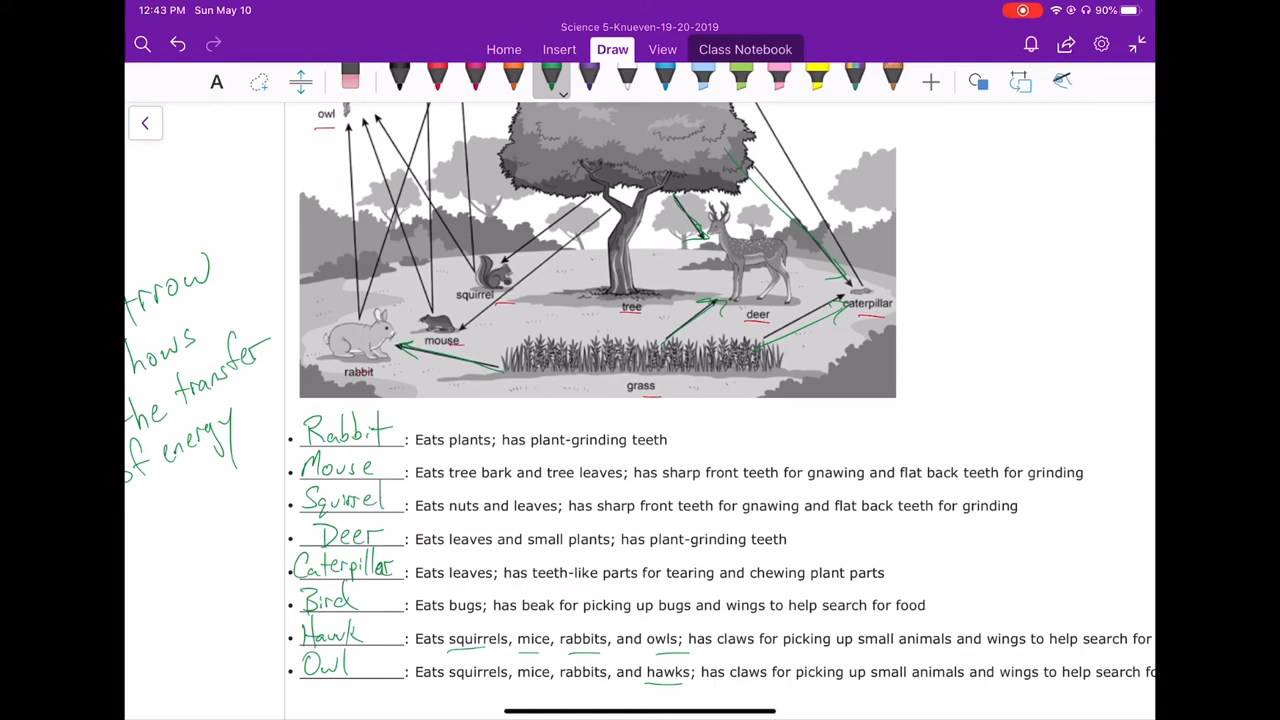 12:43 PM Sun May 10 90%
Science 5-Knueven-19-20-2019
Home Insert Draw View Class Notebook
A
owl
squirrel
tree
deer
caterpillar
mouse
rabbit
grass
rrow
hows
he transfer
of energy
• Rabbit: Eats plants; has plant-grinding teeth
• Mouse: Eats tree bark and tree leaves; has sharp front teeth for gnawing and flat back teeth for grinding
• Squirrel: Eats nuts and leaves; has sharp front teeth for gnawing and flat back teeth for grinding
• Deer: Eats leaves and small plants; has plant-grinding teeth
• Caterpillar: Eats leaves; has teeth-like parts for tearing and chewing plant parts
• Bird: Eats bugs; has beak for picking up bugs and wings to help search for food
• Hawk: Eats squirrels, mice, rabbits, and owls; has claws for picking up small animals and wings to help search for
• Owl: Eats squirrels, mice, rabbits, and hawks; has claws for picking up small animals and wings to help search fo